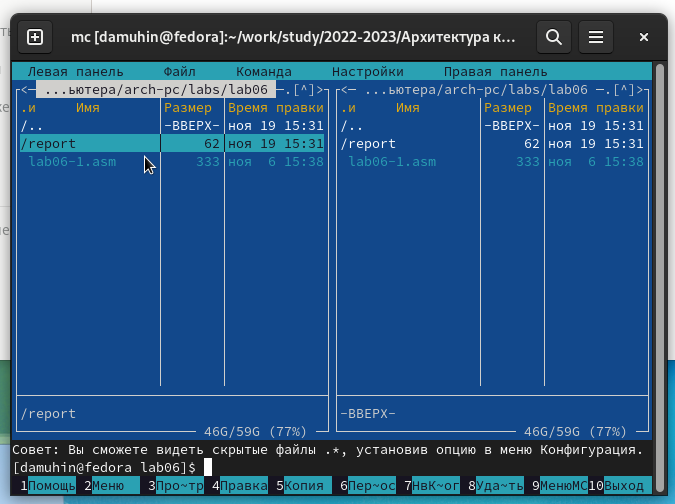 mc [damuhin@fedora]:~/work/study/2022-2023/Архитектура к...
Левая панель Файл Команда Настройки Правая панель
<— ...ьютера/arch-pc/labs/lab06 —.[^]> <— ...ьютера/arch-pc/labs/lab06 —.[^]>
.и Имя Размер Время правки .и Имя Размер Время правки
/.. -ВВЕРХ- ноя 19 15:31 /.. -ВВЕРХ- ноя 19 15:31
/report 62 ноя 19 15:31 /report 62 ноя 19 15:31
lab06-1.asm 333 ноя 6 15:38 lab06-1.asm 333 ноя 6 15:38
/report -ВВЕРХ-
46G/59G (77%) 46G/59G (77%)
Совет: Вы сможете видеть скрытые файлы .*, установив опцию в меню Конфигурация.
[damuhin@fedora lab06]$
1Помощь 2Меню 3Про~тр 4Правка 5Копия 6Пер~ос 7НвК~ог 8Уда~ть 9МенюMC 10Выход